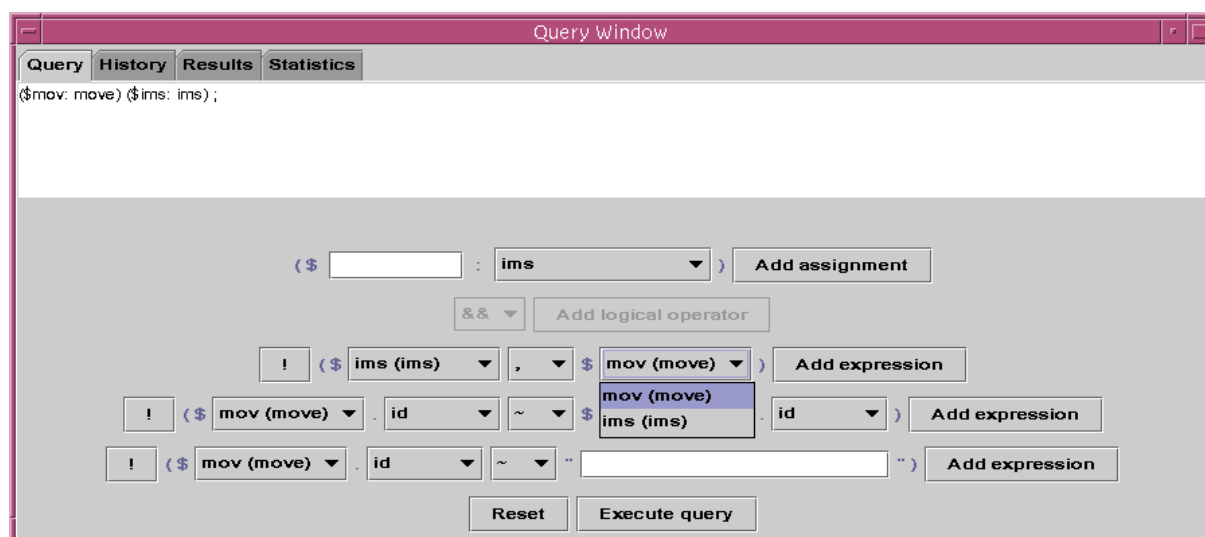 Query Window
Query History Results Statistics
($mov: move) ($ims: ims) ;
($ : ims ) Add assignment
&& Add logical operator
! ($ ims (ims) , $ mov (move) ) Add expression
mov (move)
ims (ims)
! ($ mov (move) . id ~ $ . id ) Add expression
! ($ mov (move) . id ~ " ") Add expression
Reset Execute query